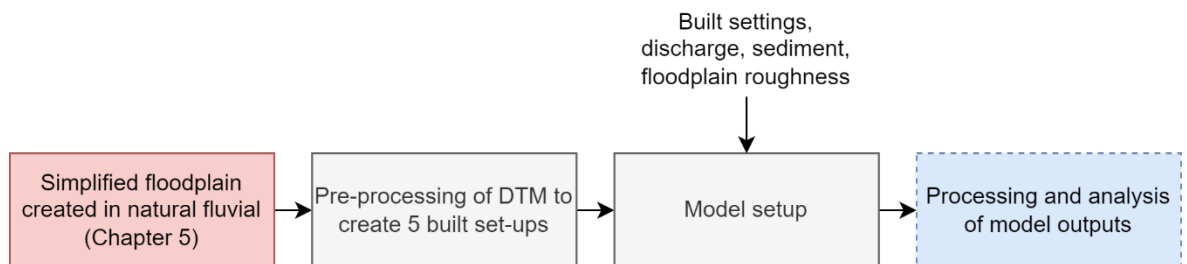 Built settings,
discharge, sediment,
floodplain roughness
Simplified floodplain
created in natural fluvial
(Chapter 5)
Pre-processing of DTM to
create 5 built set-ups
Model setup
Processing and analysis
of model outputs